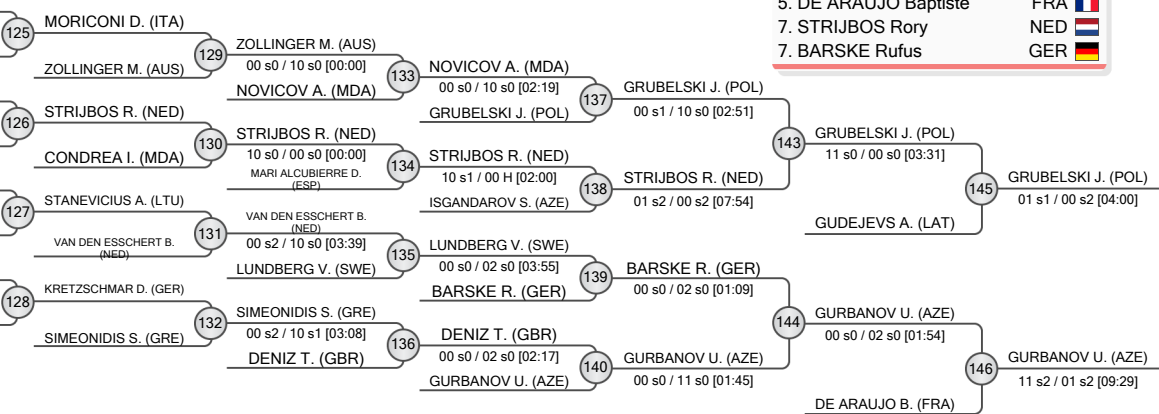 5. DE ARAUJO Baptiste FRA
7. STRIJBOS Rory NED
7. BARSKE Rufus GER
125
MORICONI D. (ITA)
ZOLLINGER M. (AUS)
129
126
STRIJBOS R. (NED)
CONDREA I. (MDA)
130
127
STANEVICIUS A. (LTU)
VAN DEN ESSCHERT B.
(NED)
131
128
KRETZSCHMAR D. (GER)
SIMEONIDIS S. (GRE)
132
ZOLLINGER M. (AUS)
00 s0 / 10 s0 [00:00]
NOVICOV A. (MDA)
133
STRIJBOS R. (NED)
10 s0 / 00 s0 [00:00]
MARI ALCUBIERRE D.
(ESP)
134
VAN DEN ESSCHERT B.
(NED)
00 s2 / 10 s0 [03:39]
LUNDBERG V. (SWE)
135
SIMEONIDIS S. (GRE)
00 s2 / 10 s1 [03:08]
DENIZ T. (GBR)
136
NOVICOV A. (MDA)
00 s0 / 10 s0 [02:19]
GRUBELSKI J. (POL)
137
STRIJBOS R. (NED)
10 s1 / 00 H [02:00]
ISGANDAROV S. (AZE)
138
LUNDBERG V. (SWE)
00 s0 / 02 s0 [03:55]
BARSKE R. (GER)
139
DENIZ T. (GBR)
00 s0 / 02 s0 [02:17]
GURBANOV U. (AZE)
140
GRUBELSKI J. (POL)
00 s1 / 10 s0 [02:51]
143
STRIJBOS R. (NED)
01 s2 / 00 s2 [07:54]
BARSKE R. (GER)
00 s0 / 02 s0 [01:09]
144
GURBANOV U. (AZE)
00 s0 / 11 s0 [01:45]
GRUBELSKI J. (POL)
11 s0 / 00 s0 [03:31]
145
GUDEJEVS A. (LAT)
GURBANOV U. (AZE)
00 s0 / 02 s0 [01:54]
146
DE ARAUJO B. (FRA)
GRUBELSKI J. (POL)
01 s1 / 00 s2 [04:00]
GURBANOV U. (AZE)
11 s2 / 01 s2 [09:29]